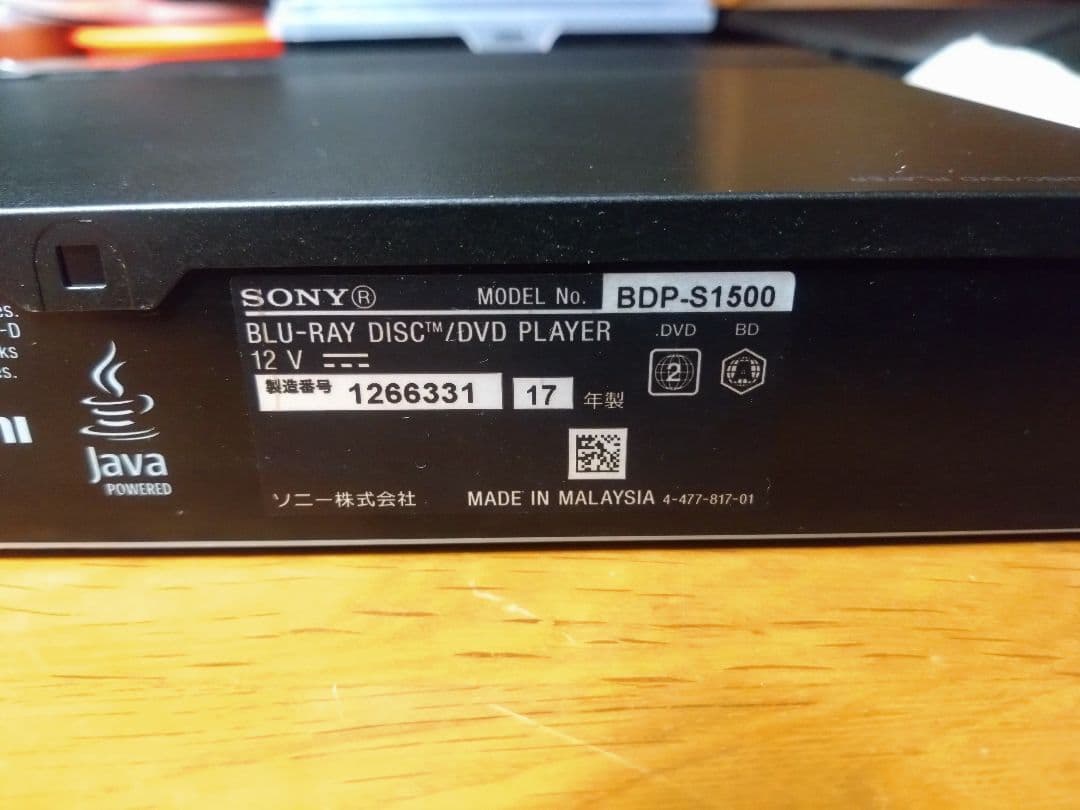 SONY® MODEL No. BDP-S1500
BLU-RAY DISC™/DVD PLAYER .DVD BD
12 V
2
製造番号 1266331 17 年製
ソニー株式会社 MADE IN MALAYSIA 4-477-817-01
Java
POWERED
es.
-D
ks
s.